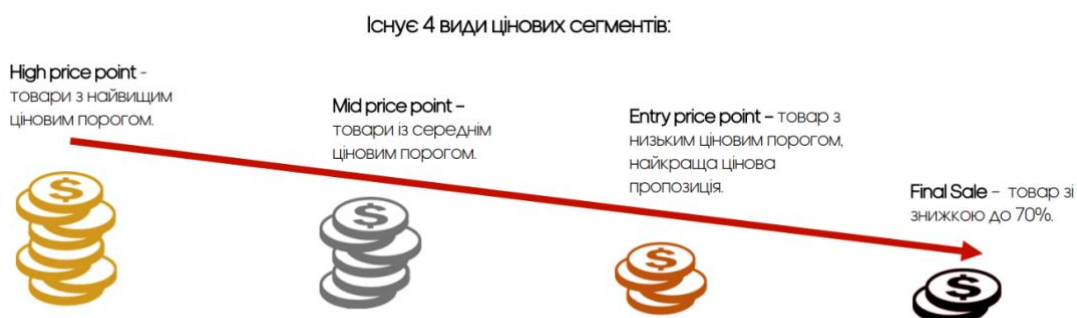 Існує 4 види цінових сегментів:
High price point -
товари з найвищим
ціновим порогом.
Mid price point –
товари із середнім
ціновим порогом.
Entry price point – товар з
низьким ціновим порогом,
найкраща цінова
пропозиція.
Final Sale – товар зі
знижкою до 70%.
$
$
$
$